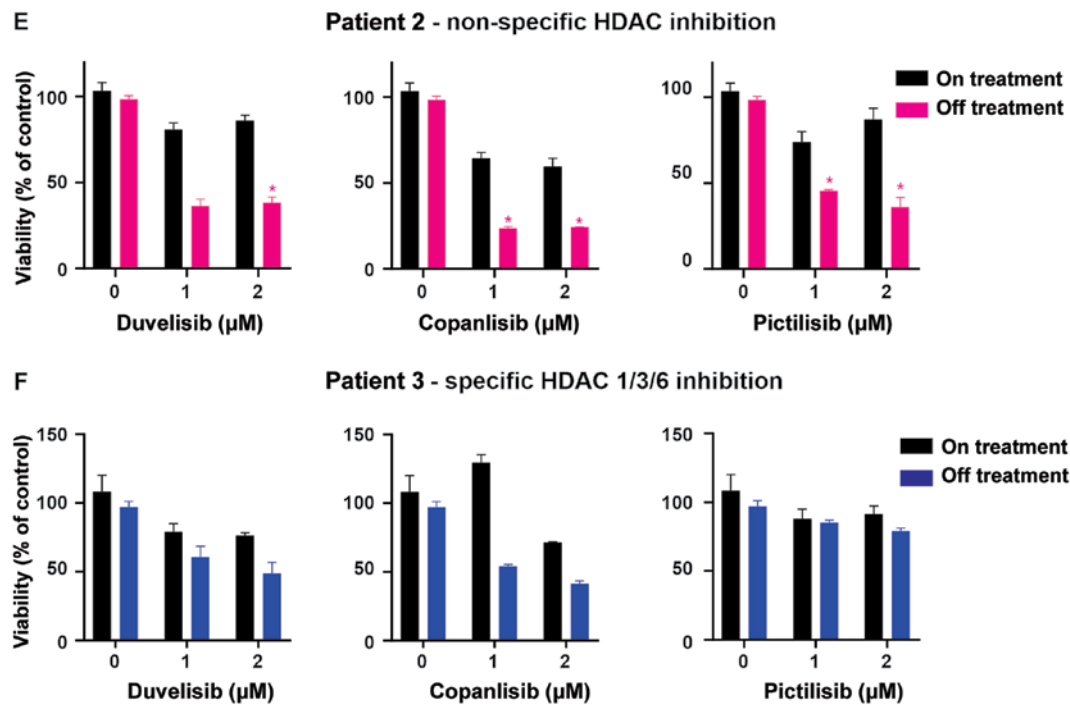 E
Patient 2 - non-specific HDAC inhibition
Viability (% of control)
100
50
0
0 1 2
Duvelisib (µM)
100
50
0
0 1 2
Copanlisib (µM)
100
50
0
0 1 2
Pictilisib (µM)
On treatment
Off treatment
* * * * *
F
Patient 3 - specific HDAC 1/3/6 inhibition
Viability (% of control)
150
100
50
0
0 1 2
Duvelisib (µM)
150
100
50
0
0 1 2
Copanlisib (µM)
150
100
50
0
0 1 2
Pictilisib (µM)
On treatment
Off treatment